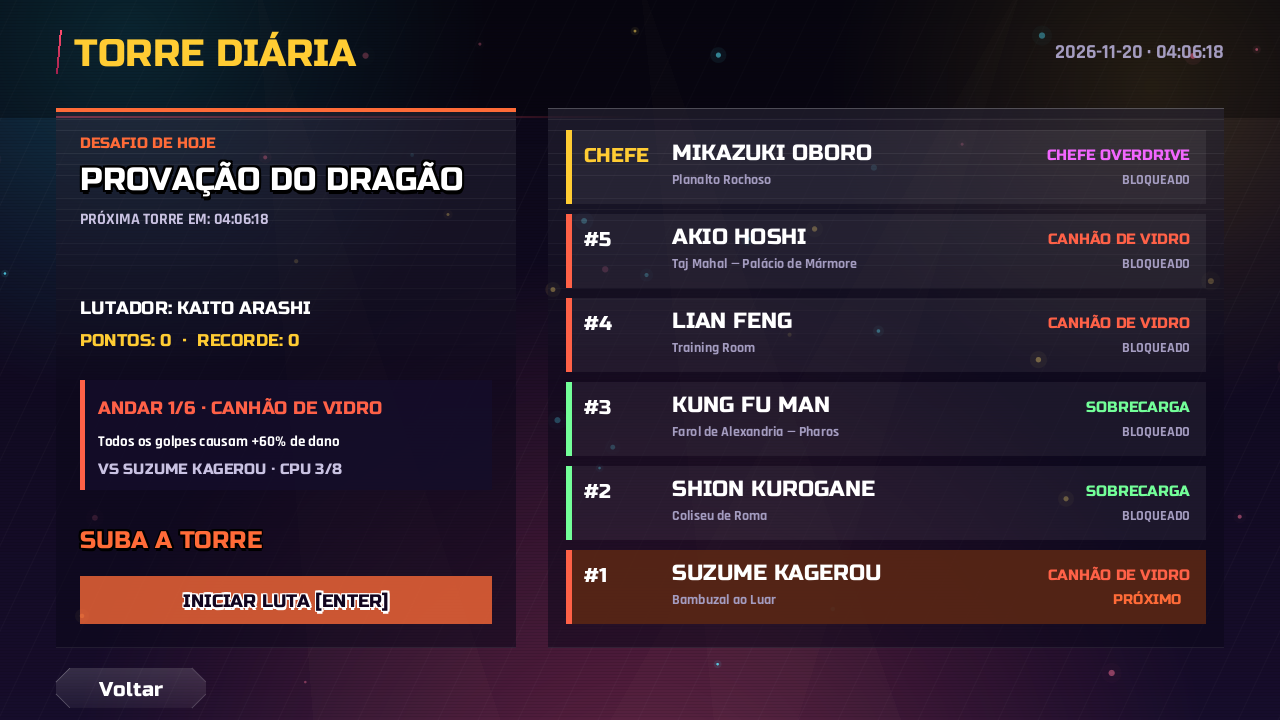 TORRE DIÁRIA
2026-11-20 · 04:06:18
DESAFIO DE HOJE
PROVAÇÃO DO DRAGÃO
PRÓXIMA TORRE EM: 04:06:18
LUTADOR: KAITO ARASHI
PONTOS: 0 · RECORDE: 0
ANDAR 1/6 · CANHÃO DE VIDRO
Todos os golpes causam +60% de dano
VS SUZUME KAGEROU · CPU 3/8
SUBA A TORRE
INICIAR LUTA [ENTER]
CHEFE MIKAZUKI OBORO CHEFE OVERDRIVE
Planalto Rochoso BLOQUEADO
#5 AKIO HOSHI CANHÃO DE VIDRO
Taj Mahal — Palácio de Mármore BLOQUEADO
#4 LIAN FENG CANHÃO DE VIDRO
Training Room BLOQUEADO
#3 KUNG FU MAN SOBRECARGA
Farol de Alexandria — Pharos BLOQUEADO
#2 SHION KUROGANE SOBRECARGA
Coliseu de Roma BLOQUEADO
#1 SUZUME KAGEROU CANHÃO DE VIDRO
Bambuzal ao Luar PRÓXIMO
Voltar